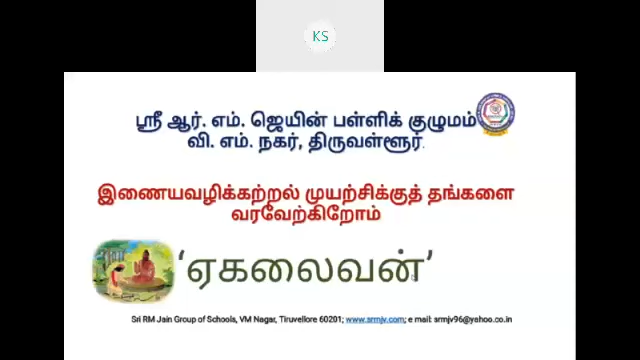 KS
ஸ்ரீ ஆர். எம். ஜெயின் பள்ளிக் குழுமம்
வி. எம். நகர், திருவள்ளூர்.
இணையவழிக்கற்றல் முயற்சிக்குத் தங்களை
வரவேற்கிறோம்
‘ஏகலைவன்’
Sri RM Jain Group of Schools, VM Nagar, Tiruvellore 60201; www.srmjv.com; e mail: srmjv96@yahoo.co.in